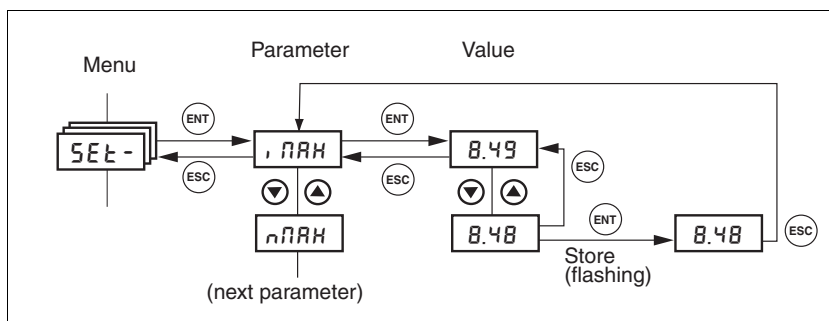 Parameter
Value
Menu
ENT
ENT
SEt-
iMAX
8.49
ESC
ESC
ESC
nMAX
8.48
ENT
8.48
ESC
Store
(flashing)
(next parameter)